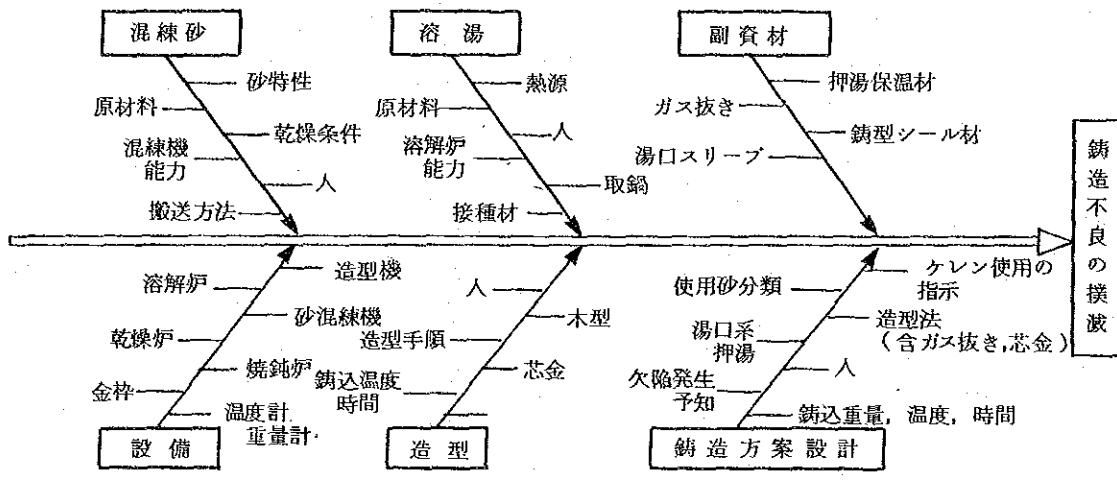 混練砂
砂特性
原材料
乾燥条件
混練機
能力
人
搬送方法
溶湯
熱源
原材料
人
溶解炉
能力
取鍋
接種材
副資材
押湯保温材
ガス抜き
鋳型シール材
湯口スリーブ
鋳造不良の撲滅
造型機
溶解炉
砂混練機
乾燥炉
焼鈍炉
金枠
温度計
重量計
設備
人
木型
造型手順
芯金
鋳込温度
時間
造型
ケレン使用の
指示
使用砂分類
造型法
(含ガス抜き,芯金)
湯口系
押湯
人
欠陥発生
予知
鋳込重量，温度，時間
鋳造方案設計